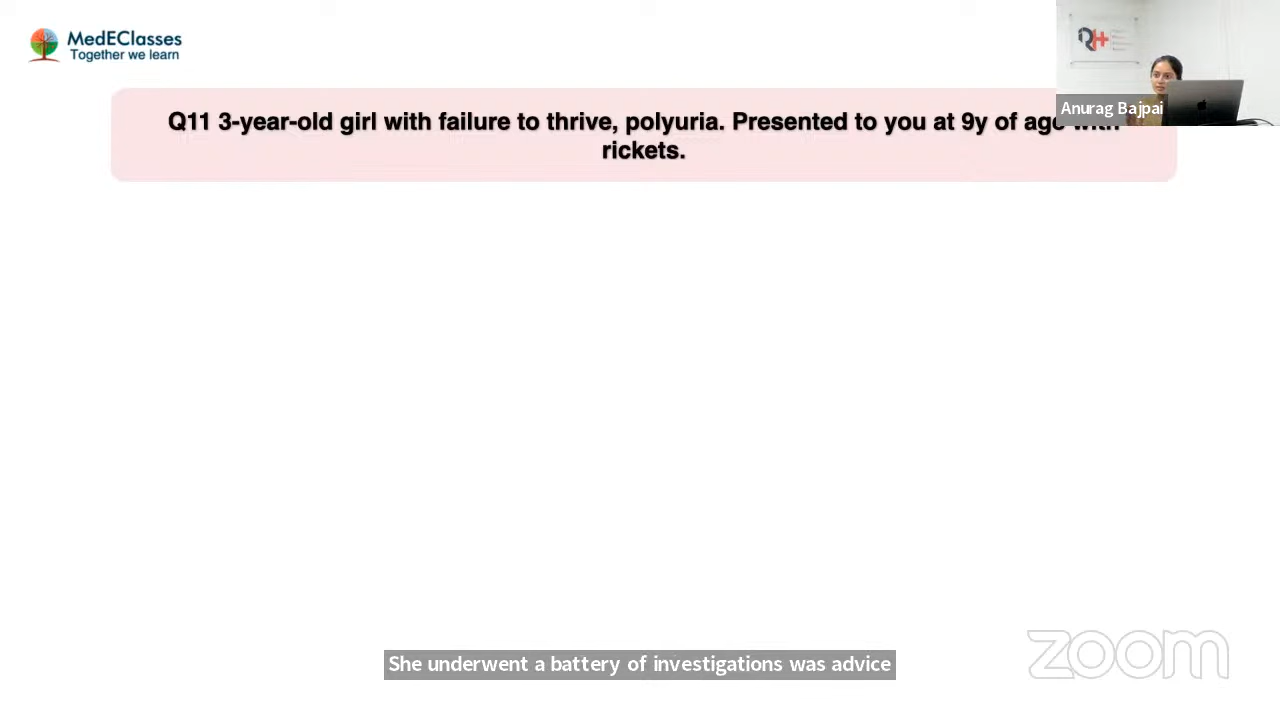 MedEClasses
Together we learn
Anurag Bajpai
Q11 3-year-old girl with failure to thrive, polyuria. Presented to you at 9y of age with
rickets.
She underwent a battery of investigations was advice
zoom